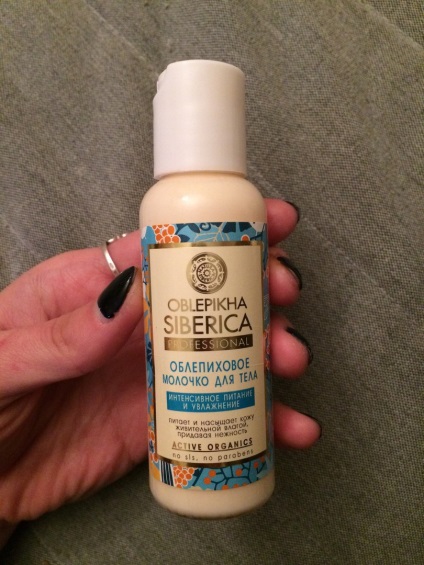 OBLEPIKHA
SIBERICA
PROFESSIONAL
ОБЛЕПИХОВОЕ
МОЛОЧКО ДЛЯ ТЕЛА
ИНТЕНСИВНОЕ ПИТАНИЕ
И УВЛАЖНЕНИЕ
питает и насыщает кожу
живительной влагой,
придавая нежность
ACTIVE ORGANICS
no sls, no parabens